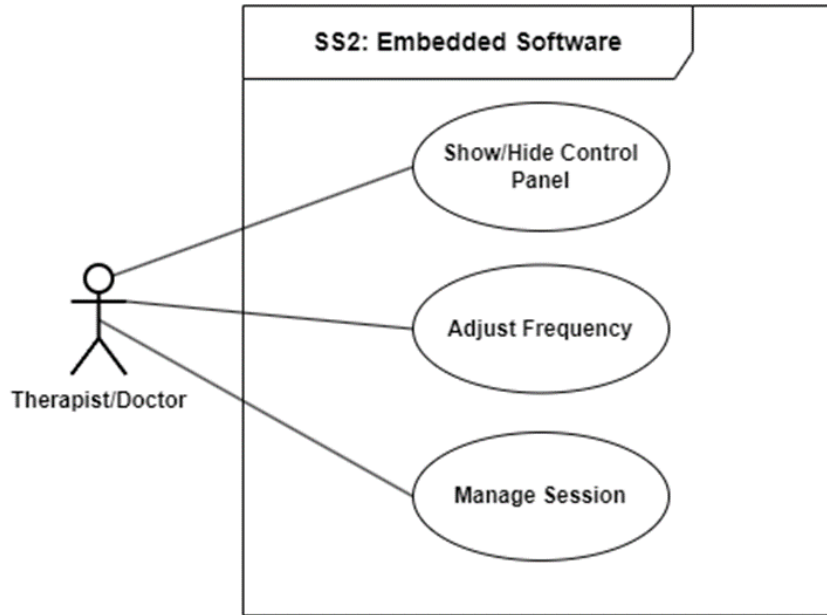 SS2: Embedded Software
Show/Hide Control
Panel
Adjust Frequency
Therapist/Doctor
Manage Session